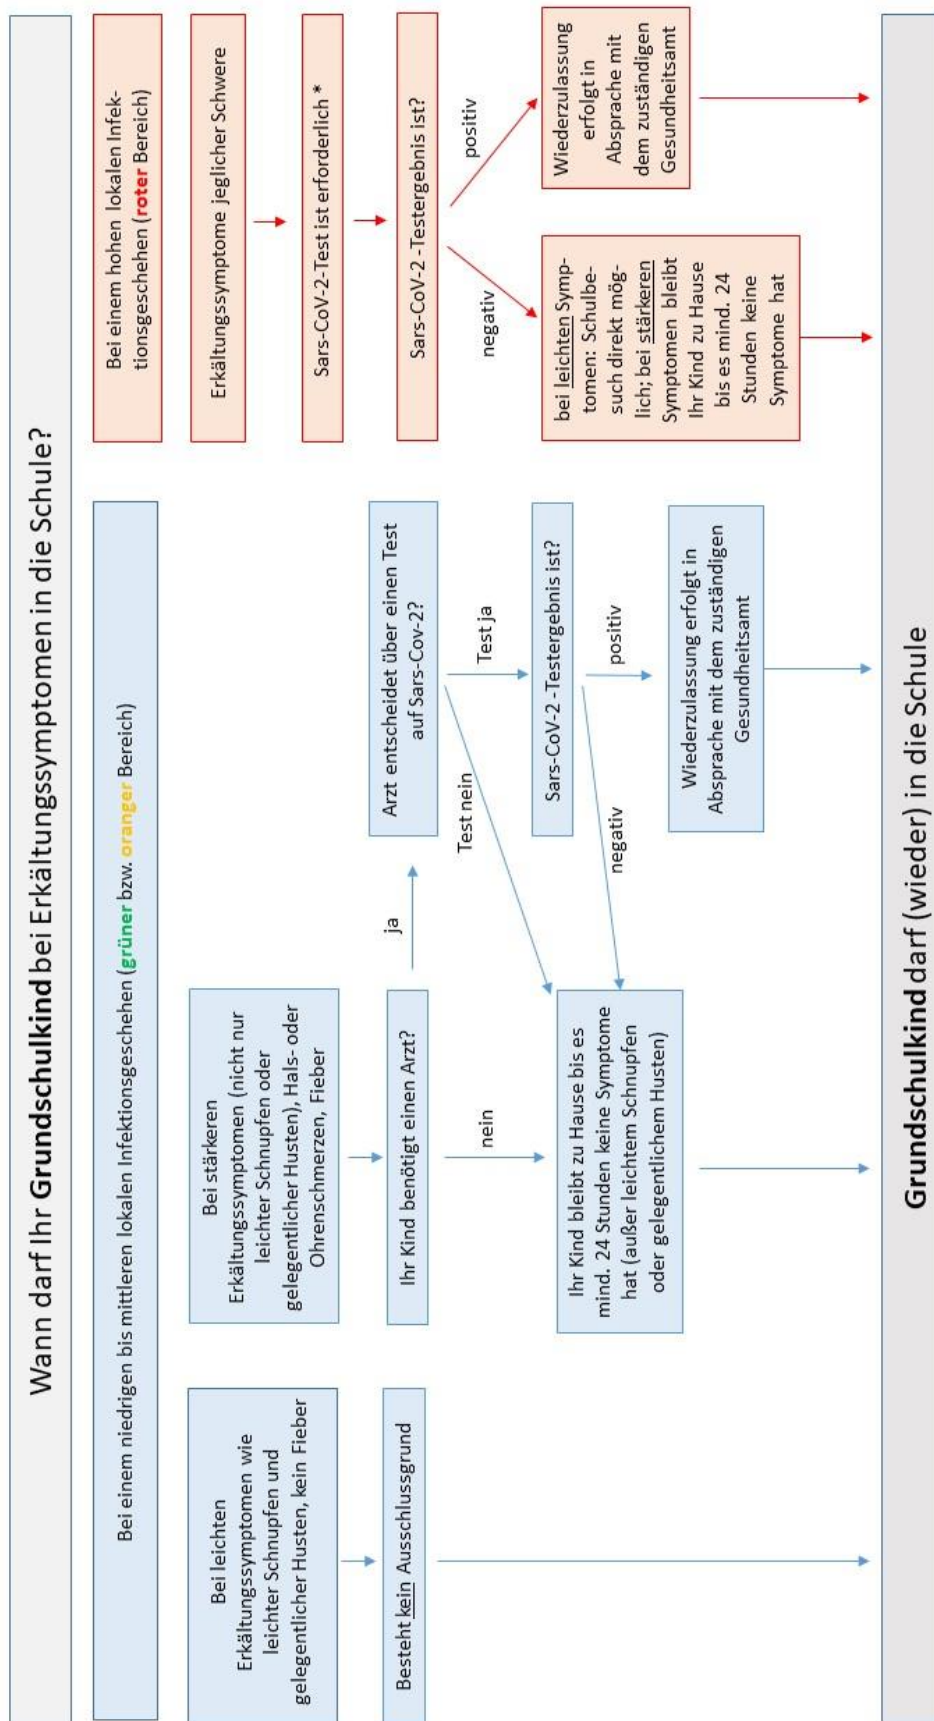 Wann darf Ihr Grundschulkind bei Erkältungssymptomen in die Schule?
Bei einem niedrigen bis mittleren lokalen Infektionsgeschehen (grüner bzw. oranger Bereich)
Bei leichten
Erkältungssymptomen wie
leichter Schnupfen und
gelegentlicher Husten, kein Fieber
Besteht kein Ausschlussgrund
Bei stärkeren
Erkältungssymptomen (nicht nur
leichter Schnupfen oder
gelegentlicher Husten), Hals- oder
Ohrenschmerzen, Fieber
Ihr Kind benötigt einen Arzt?
nein
ja
Ihr Kind bleibt zu Hause bis es
mind. 24 Stunden keine Symptome
hat (außer leichtem Schnupfen
oder gelegentlichem Husten)
Arzt entscheidet über einen Test
auf Sars-Cov-2?
Test nein
Test ja
Sars-CoV-2 -Testergebnis ist?
negativ
positiv
Wiederzulassung erfolgt in
Absprache mit dem zuständigen
Gesundheitsamt
Bei einem hohen lokalen Infek-
tionsgeschehen (roter Bereich)
Erkältungssymptome jeglicher Schwere
Sars-CoV-2-Test ist erforderlich *
Sars-CoV-2 -Testergebnis ist?
negativ
positiv
bei leichten Symp-
tomen: Schulbe-
such direkt mög-
lich; bei stärkeren
Symptomen bleibt
Ihr Kind zu Hause
bis es mind. 24
Stunden keine
Symptome hat
Wiederzulassung
erfolgt in
Absprache mit
dem zuständigen
Gesundheitsamt
Grundschulkind darf (wieder) in die Schule